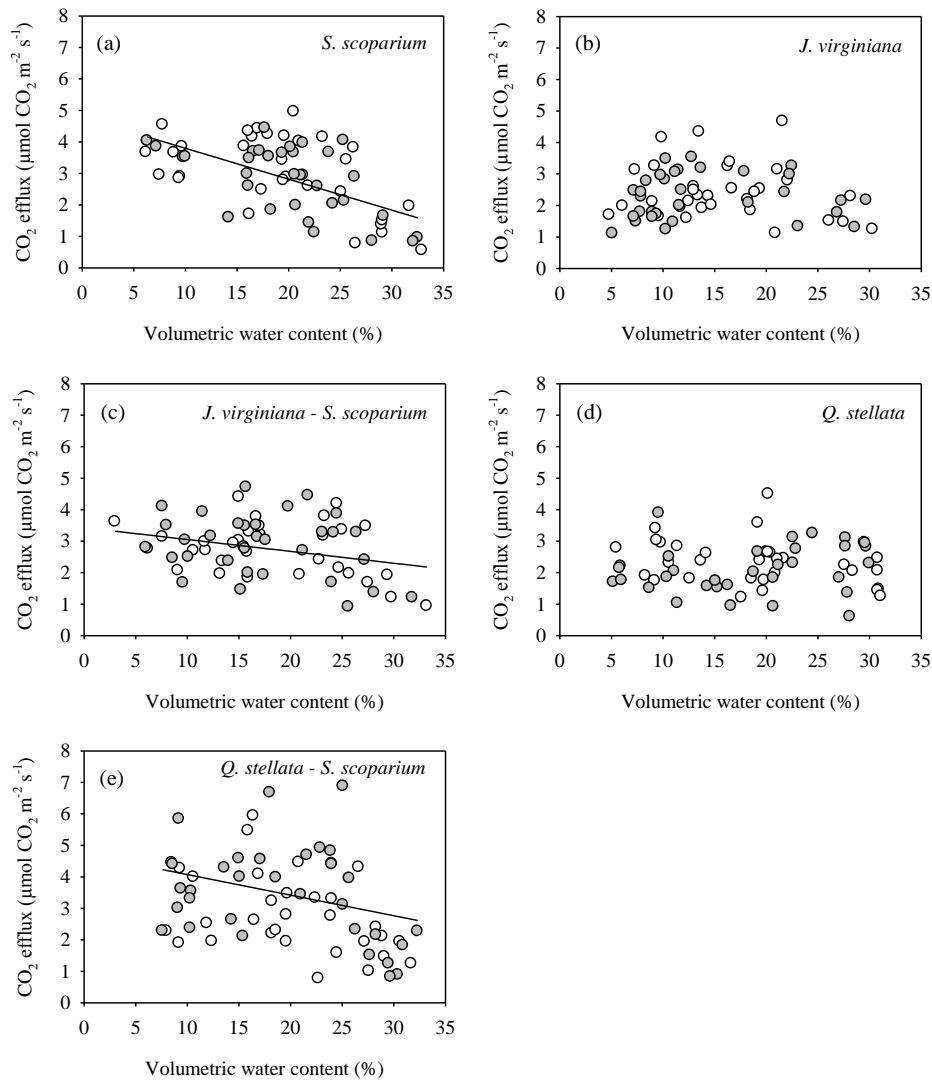 (a)
S. scoparium
8
7
6
5
4
3
2
1
0
CO2 efflux (µmol CO2 m-2 s-1)
0 5 10 15 20 25 30 35
Volumetric water content (%)
(b)
J. virginiana
8
7
6
5
4
3
2
1
0
CO2 efflux (µmol CO2 m-2 s-1)
0 5 10 15 20 25 30 35
Volumetric water content (%)
(c)
J. virginiana - S. scoparium
8
7
6
5
4
3
2
1
0
CO2 efflux (µmol CO2 m-2 s-1)
0 5 10 15 20 25 30 35
Volumetric water content (%)
(d)
Q. stellata
8
7
6
5
4
3
2
1
0
CO2 efflux (µmol CO2 m-2 s-1)
0 5 10 15 20 25 30 35
Volumetric water content (%)
(e)
Q. stellata - S. scoparium
8
7
6
5
4
3
2
1
0
CO2 efflux (µmol CO2 m-2 s-1)
0 5 10 15 20 25 30 35
Volumetric water content (%)